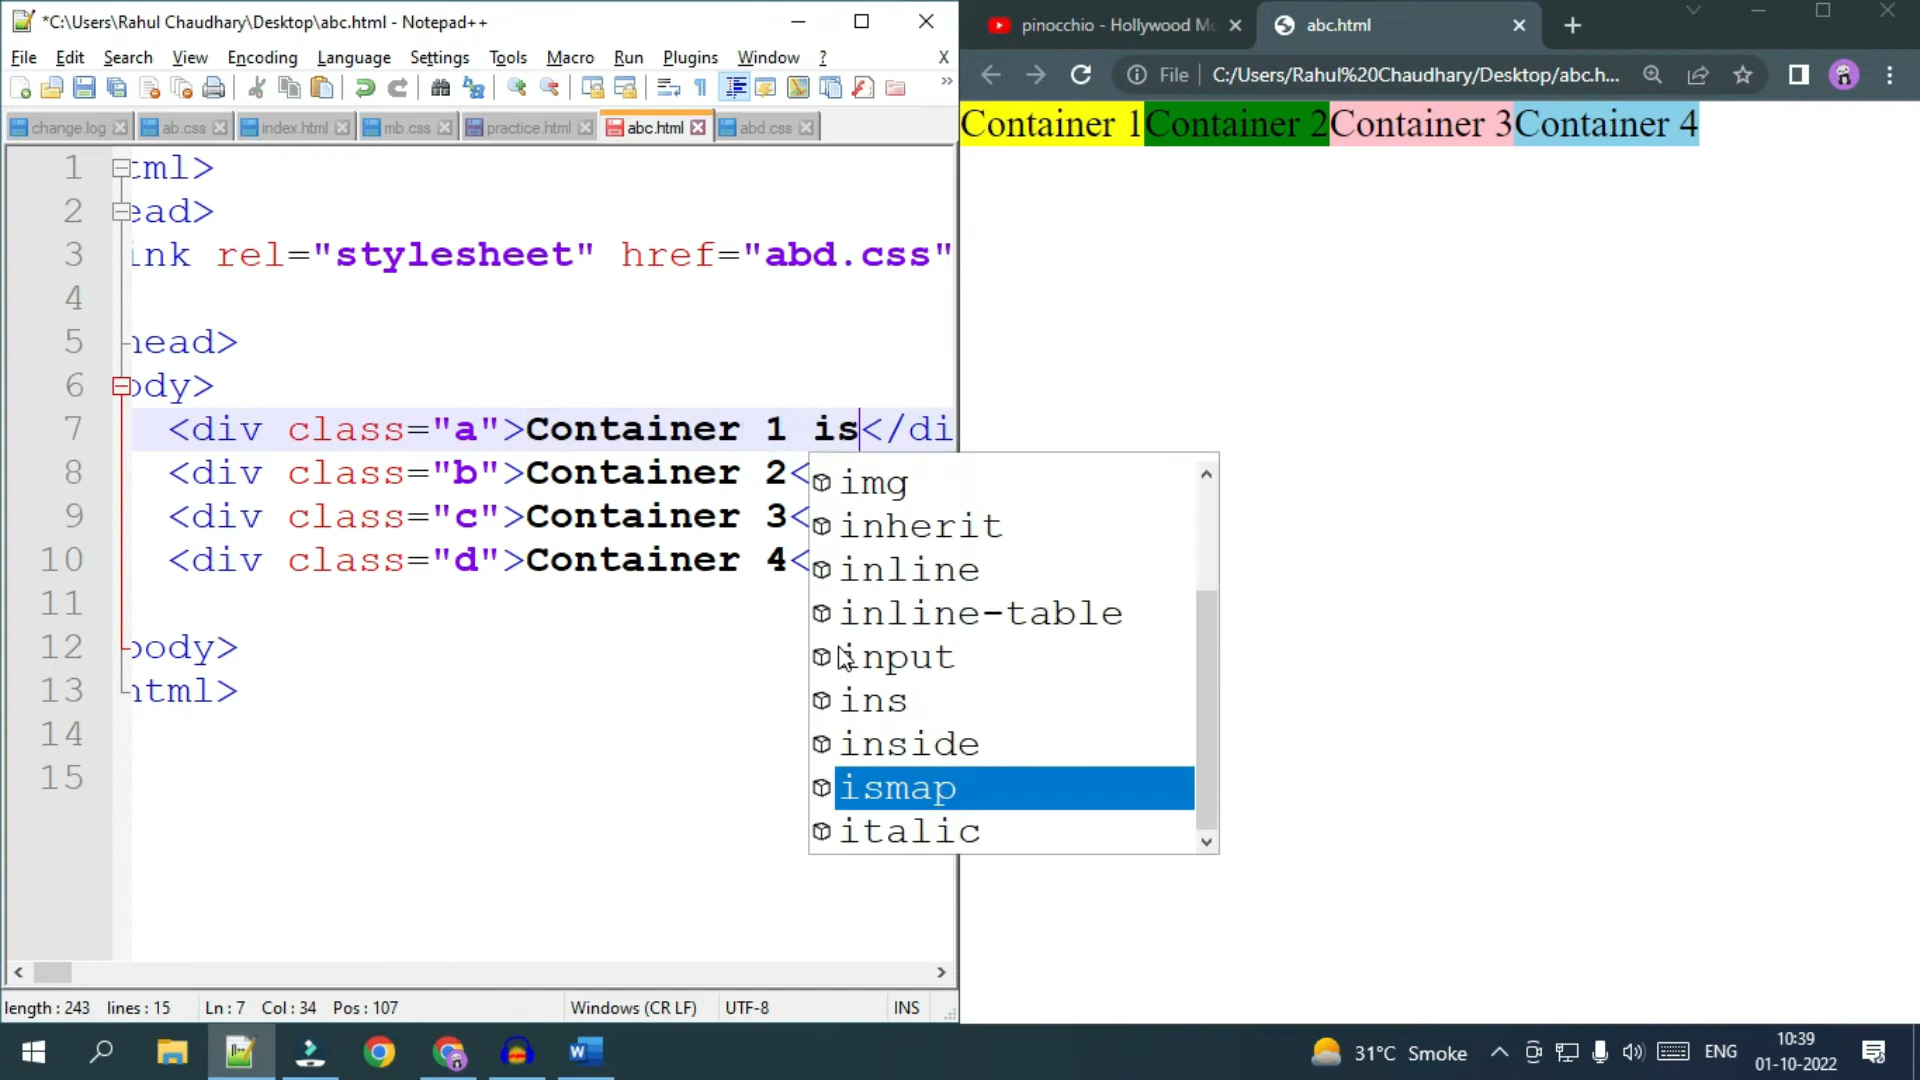 *C:\Users\Rahul Chaudhary\Desktop\abc.html - Notepad++
File Edit Search View Encoding Language Settings Tools Macro Run Plugins Window ? X
change.log ab.css index.html mb.css practice.html abc.html abd.css
1 tml>
2 ead>
3 ink rel="stylesheet" href="abd.css"
4
5 head>
6 ody>
7 <div class="a">Container 1 is</di
8 <div class="b">Container 2<
9 <div class="c">Container 3<
10 <div class="d">Container 4<
11
12 body>
13 html>
14
15
img
inherit
inline
inline-table
input
ins
inside
ismap
italic
length : 243 lines : 15 Ln : 7 Col : 34 Pos : 107 Windows (CR LF) UTF-8 INS
pinocchio - Hollywood Mo abc.html
File C:/Users/Rahul%20Chaudhary/Desktop/abc.h...
Container 1Container 2Container 3Container 4
31°C Smoke ENG 10:39
01-10-2022